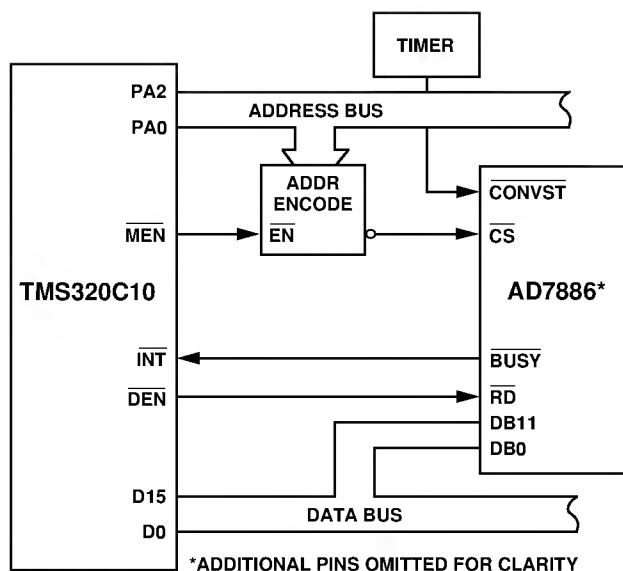 TIMER
PA2
ADDRESS BUS
PA0
ADDR
ENCODE
CONVST
MEN
EN
CS
TMS320C10
AD7886*
INT
BUSY
DEN
RD
DB11
DB0
D15
DATA BUS
D0
*ADDITIONAL PINS OMITTED FOR CLARITY